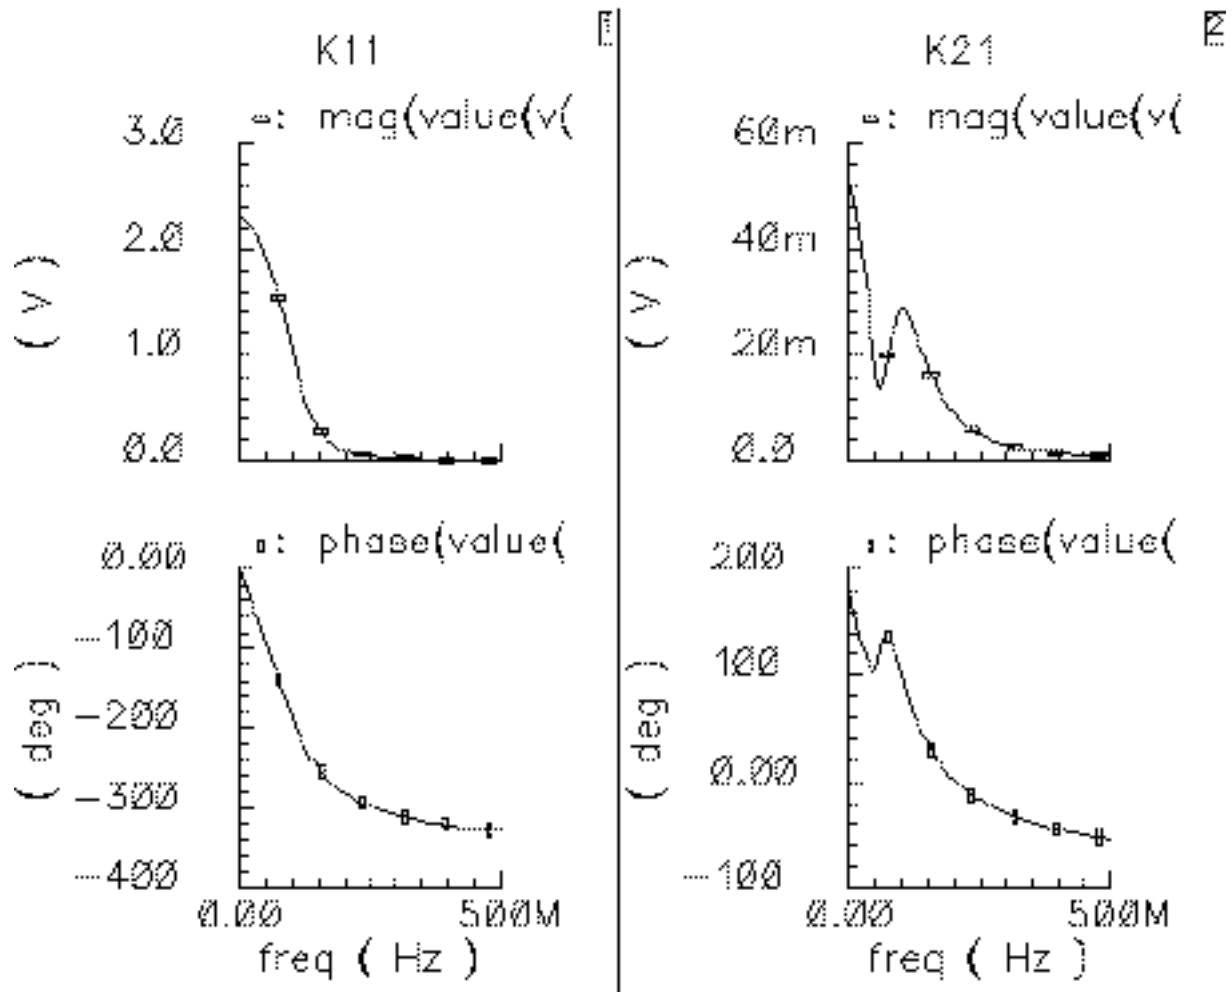 K11
1
mag(value(v(
3.0
2.0
1.0
0.0
( V )
phase(value(
0.00
-100
-200
-300
-400
( deg )
0.00
500M
freq ( Hz )
K21
2
mag(value(v(
60m
40m
20m
0.0
( V )
phase(value(
200
100
0.00
-100
( deg )
0.00
500M
freq ( Hz )